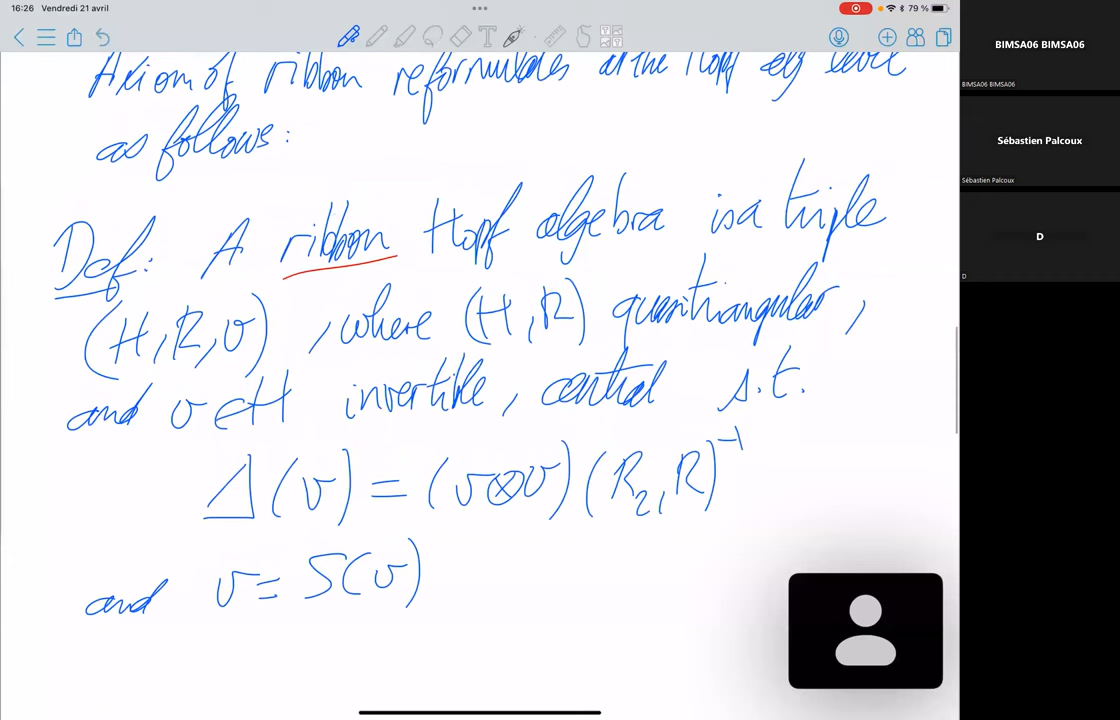 16:26 Vendredi 21 avril
79 %
Axiom of ribbon reformulates at the Hopf alg level
as follows:
Def: A ribbon Hopf algebra is a triple
(H, R, v), where (H, R) quasitriangular,
and v ∈ H invertible, central s.t.
Δ(v) = (v⊗v)(R₂₁R)⁻¹
and v = S(v)
BIMSA06 BIMSA06
BIMSA06 BIMSA06
Sébastien Palcoux
Sébastien Palcoux
D
D